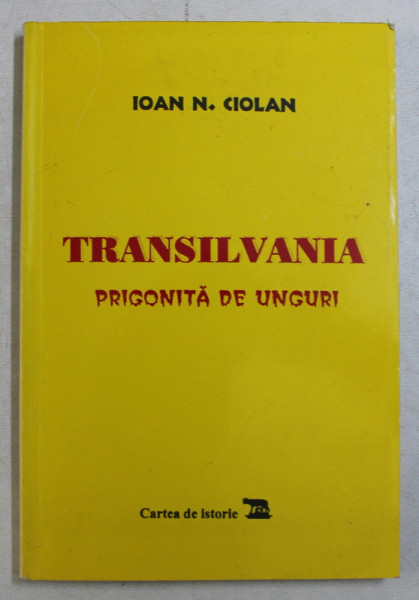 IOAN N. CIOLAN
TRANSILVANIA
PRIGONITĂ DE UNGURI
Cartea de istorie